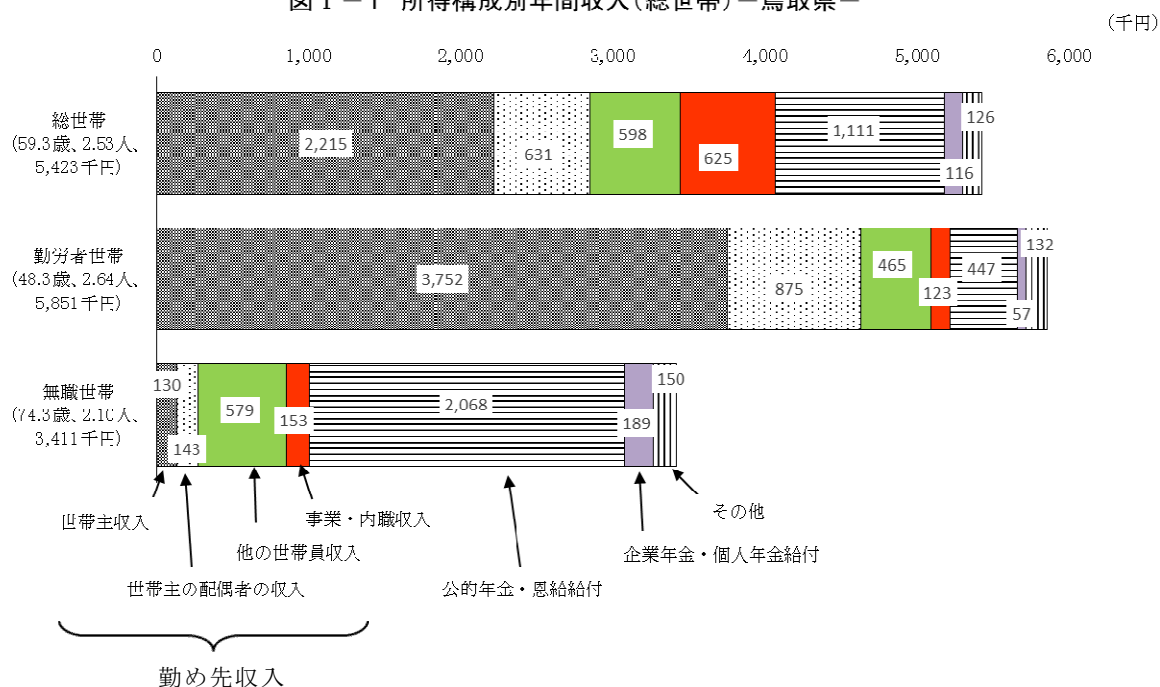 図１－１ 所得構成別年間収入（総世帯）－鳥取県－
（千円）
0 1,000 2,000 3,000 4,000 5,000 6,000
総世帯
(59.3歳、2.53人、
5,423千円)
2,215 631 598 625 1,111 116 126
勤労者世帯
(48.3歳、2.64人、
5,851千円)
3,752 875 465 123 447 57 132
無職世帯
(74.3歳、2.10人、
3,411千円)
130 143 579 153 2,068 189 150
世帯主収入
事業・内職収入
その他
他の世帯員収入
企業年金・個人年金給付
世帯主の配偶者の収入
公的年金・恩給給付
勤め先収入